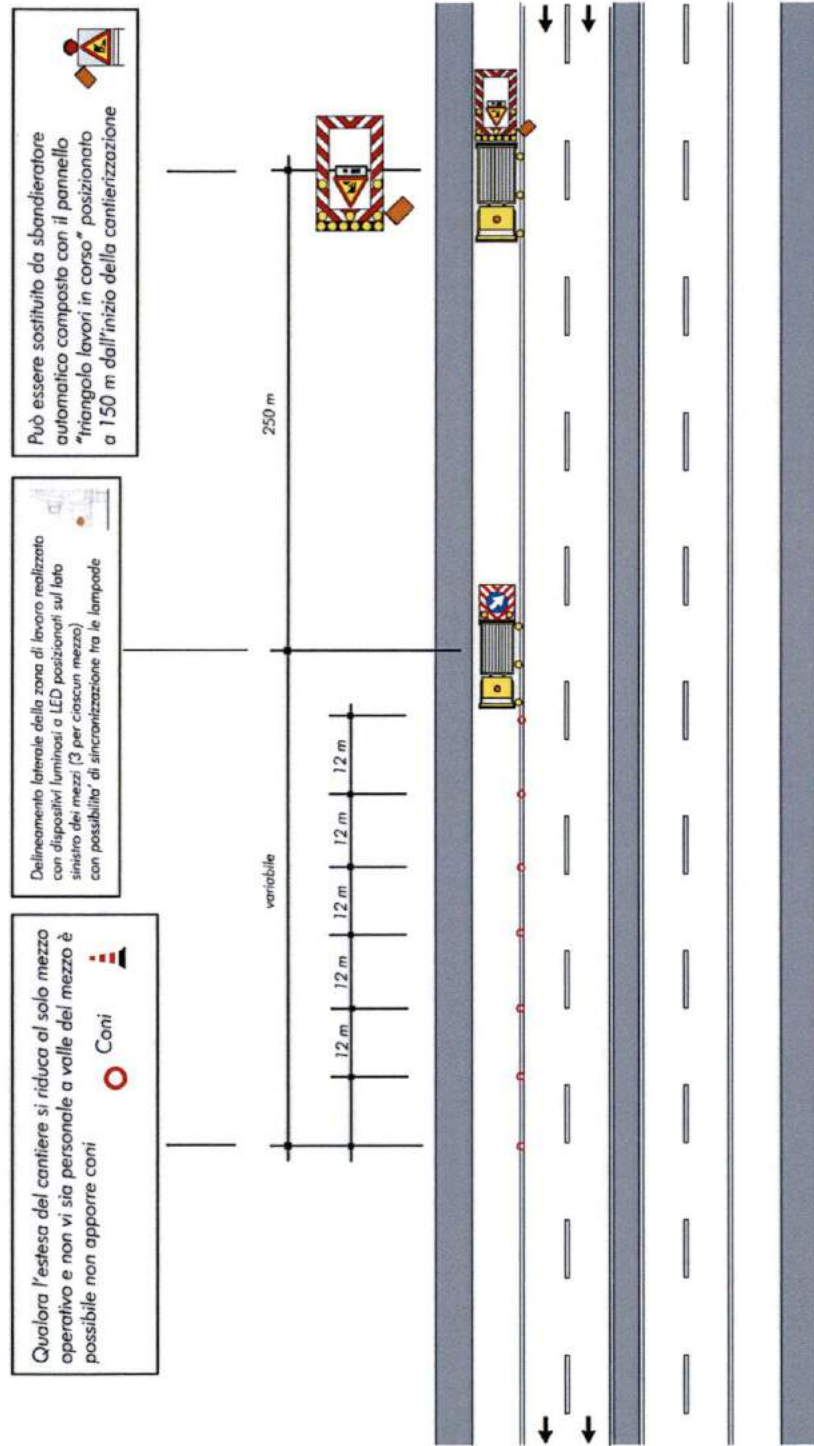 Può essere sostituito da sbandieratore
automatico composto con il pannello
"triangolo lavori in corso" posizionato
a 150 m dall'inizio della cantierizzazione
Delineamento laterale della zona di lavoro realizzato
con dispositivi luminosi a LED posizionati sul lato
sinistro dei mezzi (3 per ciascun mezzo)
con possibilita' di sincronizzazione tra le lampade
Qualora l'estesa del cantiere si riduca al solo mezzo
operativo e non vi sia personale a valle del mezzo è
possibile non apporre coni
Coni
250 m
variabile
12 m
12 m
12 m
12 m
12 m